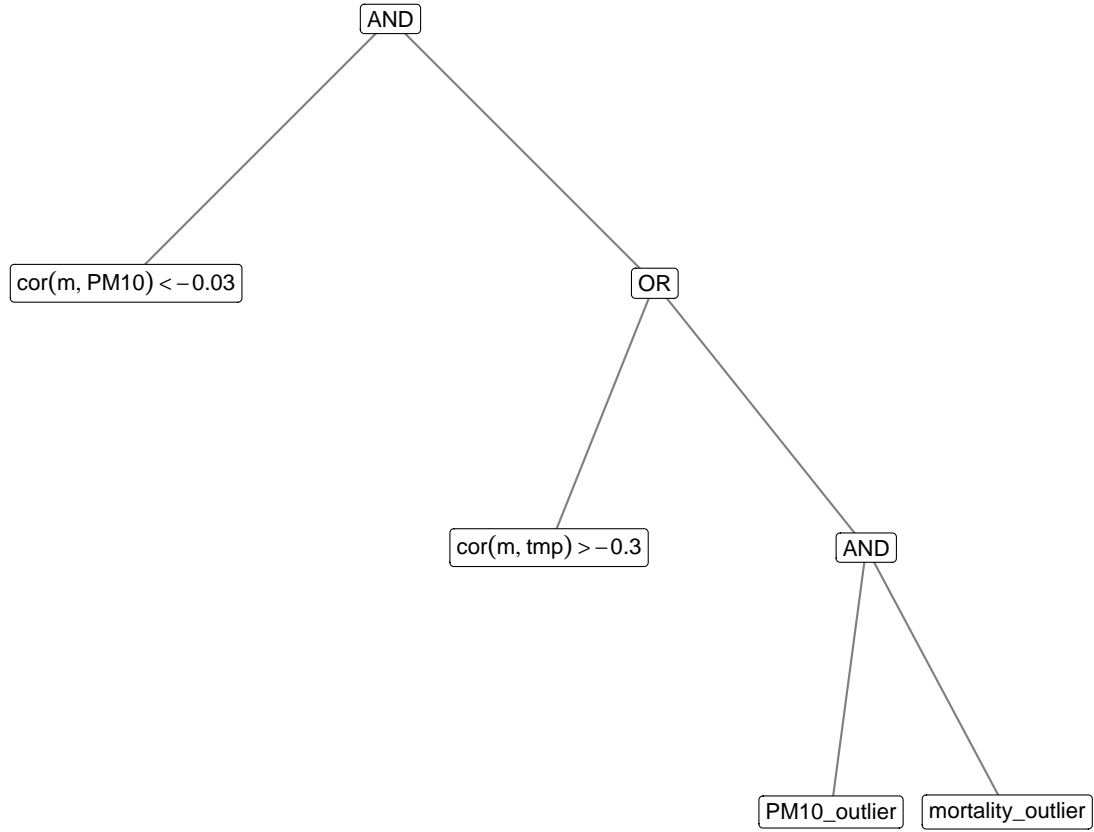 AND
cor(m, PM10) < −0.03
OR
cor(m, tmp) > −0.3
AND
PM10_outlier
mortality_outlier